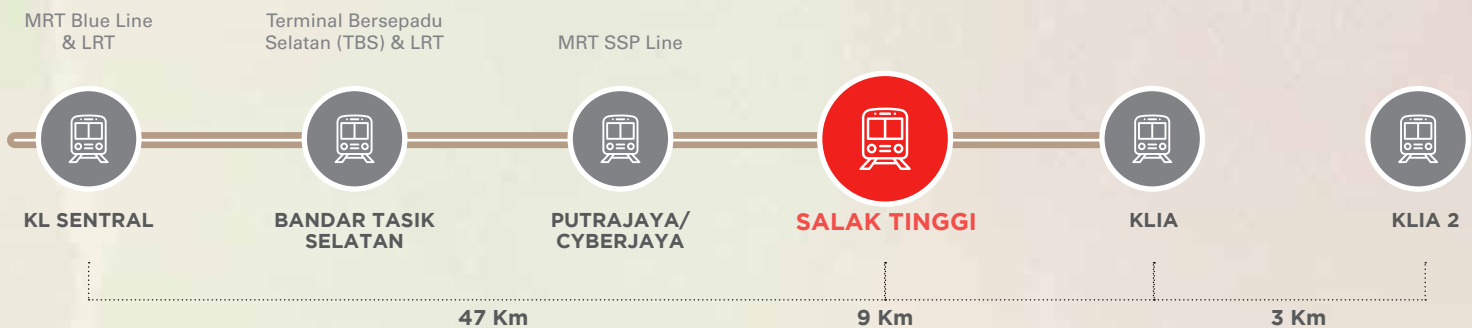 MRT Blue Line
& LRT
Terminal Bersepadu
Selatan (TBS) & LRT
MRT SSP Line
KL SENTRAL
BANDAR TASIK
SELATAN
PUTRAJAYA/
CYBERJAYA
SALAK TINGGI
KLIA
KLIA 2
47 Km
9 Km
3 Km